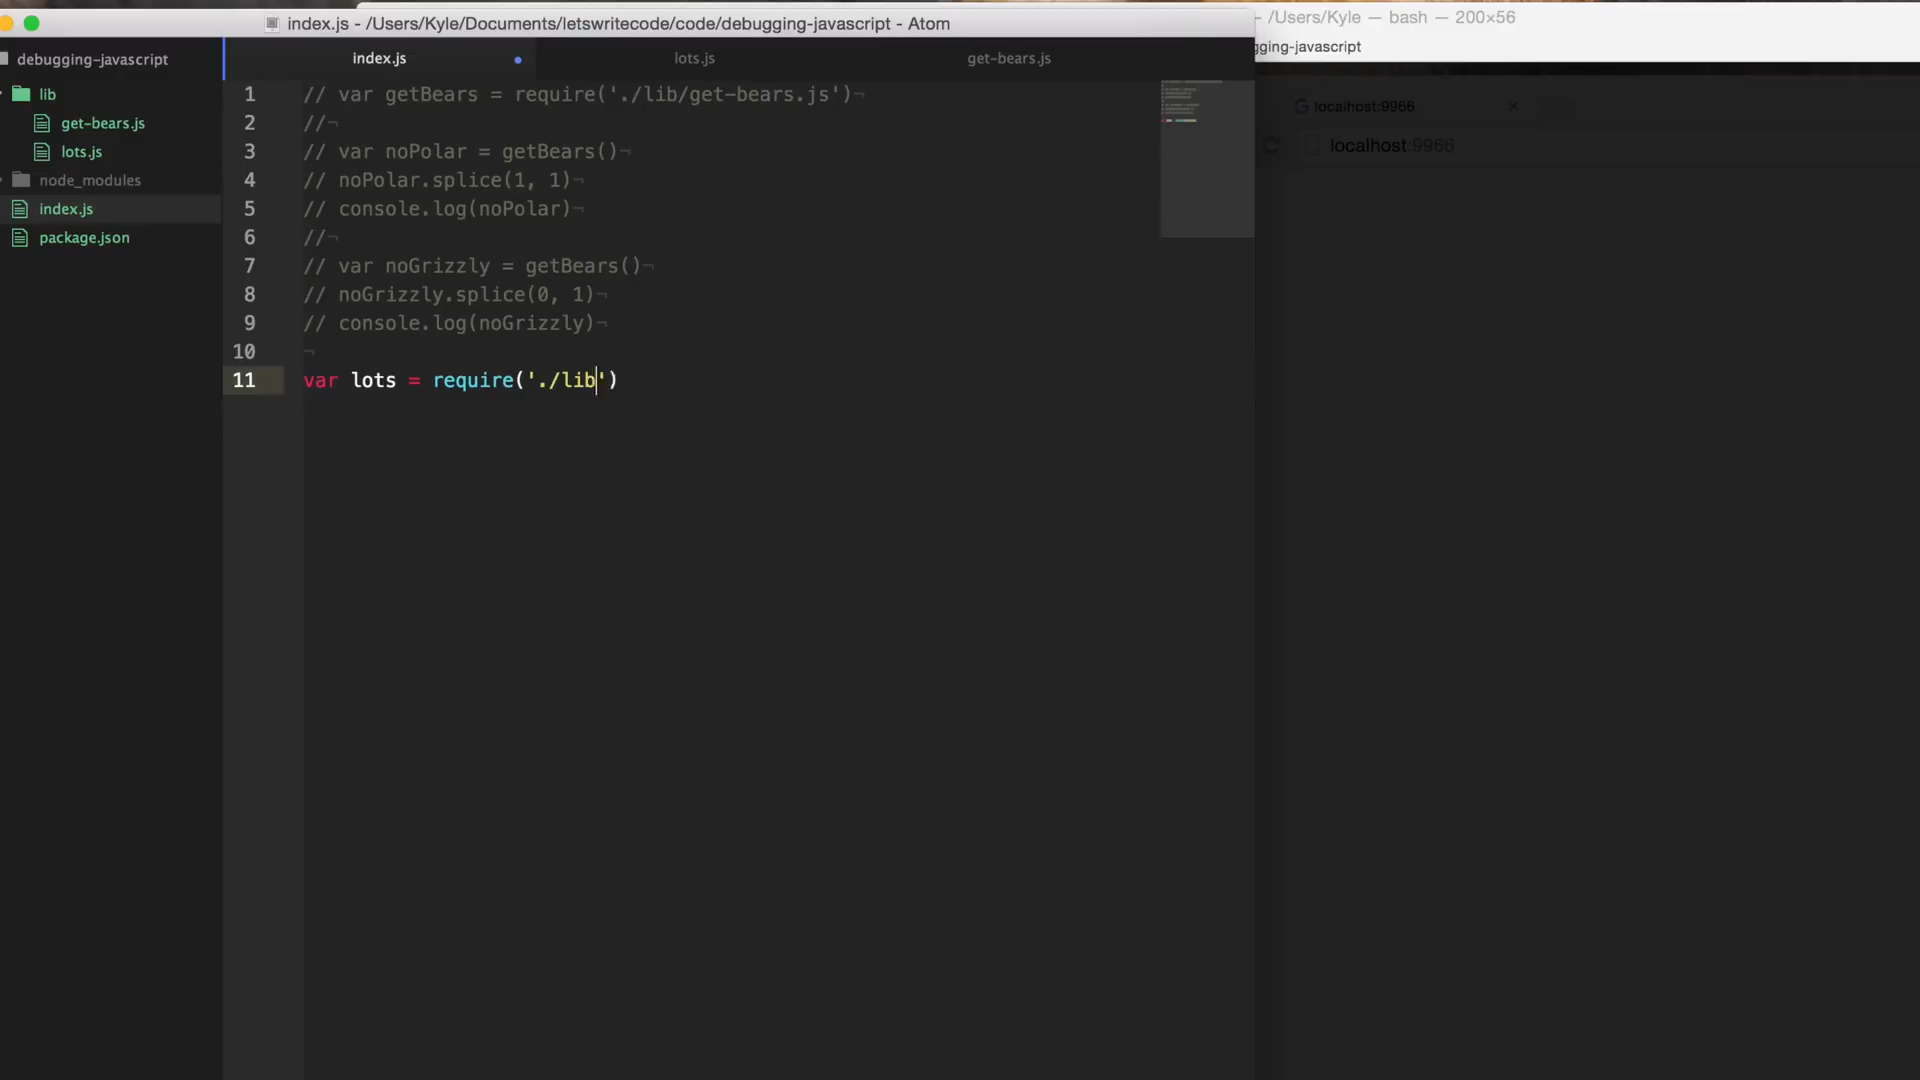 index.js - /Users/Kyle/Documents/letswritecode/code/debugging-javascript - Atom
/Users/Kyle — bash — 200×56
gging-javascript
debugging-javascript
index.js
lots.js
get-bears.js
lib
get-bears.js
lots.js
node_modules
index.js
package.json
1 // var getBears = require('./lib/get-bears.js')¬
2 //¬
3 // var noPolar = getBears()¬
4 // noPolar.splice(1, 1)¬
5 // console.log(noPolar)¬
6 //¬
7 // var noGrizzly = getBears()¬
8 // noGrizzly.splice(0, 1)¬
9 // console.log(noGrizzly)¬
10 ¬
11 var lots = require('./lib')
localhost:9966
localhost:9966